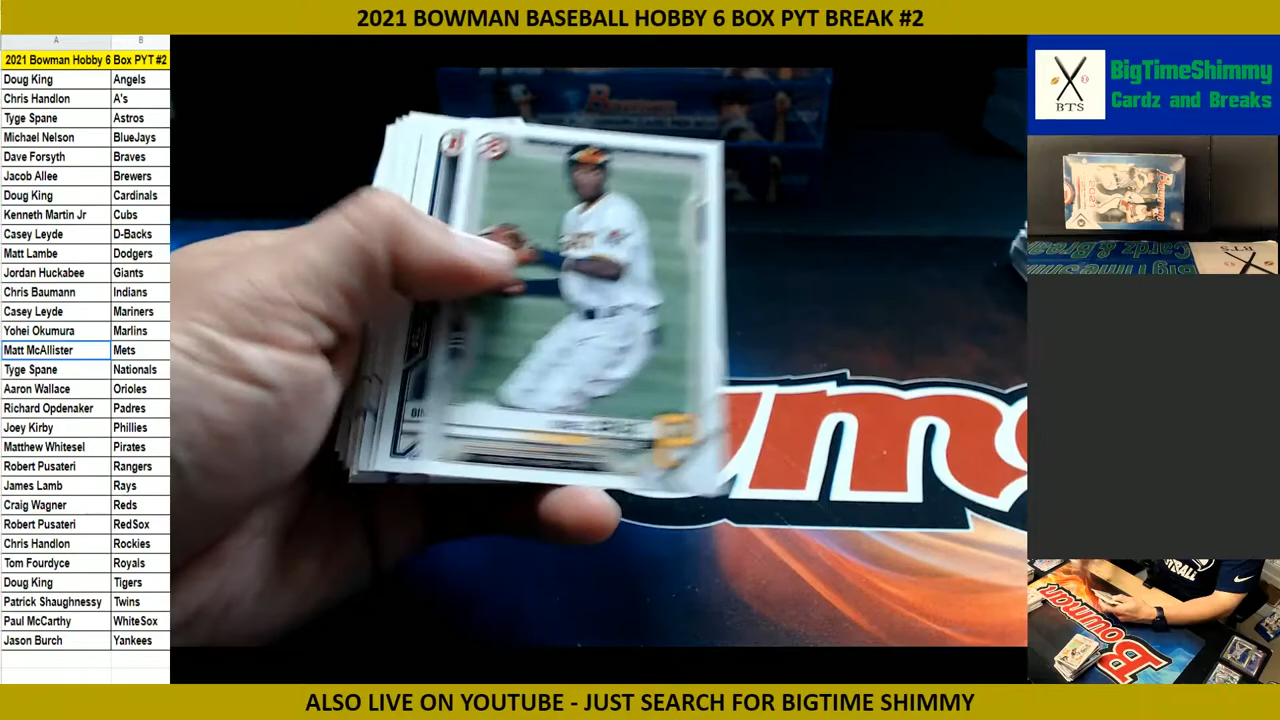 2021 BOWMAN BASEBALL HOBBY 6 BOX PYT BREAK #2
A B
2021 Bowman Hobby 6 Box PYT #2
Doug King Angels
Chris Handlon A's
Tyge Spane Astros
Michael Nelson BlueJays
Dave Forsyth Braves
Jacob Allee Brewers
Doug King Cardinals
Kenneth Martin Jr Cubs
Casey Leyde D-Backs
Matt Lambe Dodgers
Jordan Huckabee Giants
Chris Baumann Indians
Casey Leyde Mariners
Yohei Okumura Marlins
Matt McAllister Mets
Tyge Spane Nationals
Aaron Wallace Orioles
Richard Opdenaker Padres
Joey Kirby Phillies
Matthew Whitesel Pirates
Robert Pusateri Rangers
James Lamb Rays
Craig Wagner Reds
Robert Pusateri RedSox
Chris Handlon Rockies
Tom Fourdyce Royals
Doug King Tigers
Patrick Shaughnessy Twins
Paul McCarthy WhiteSox
Jason Burch Yankees
BTS
BigTimeShimmy
Cardz and Breaks
Bowman
2021
BTS
Bowman
ALSO LIVE ON YOUTUBE - JUST SEARCH FOR BIGTIME SHIMMY